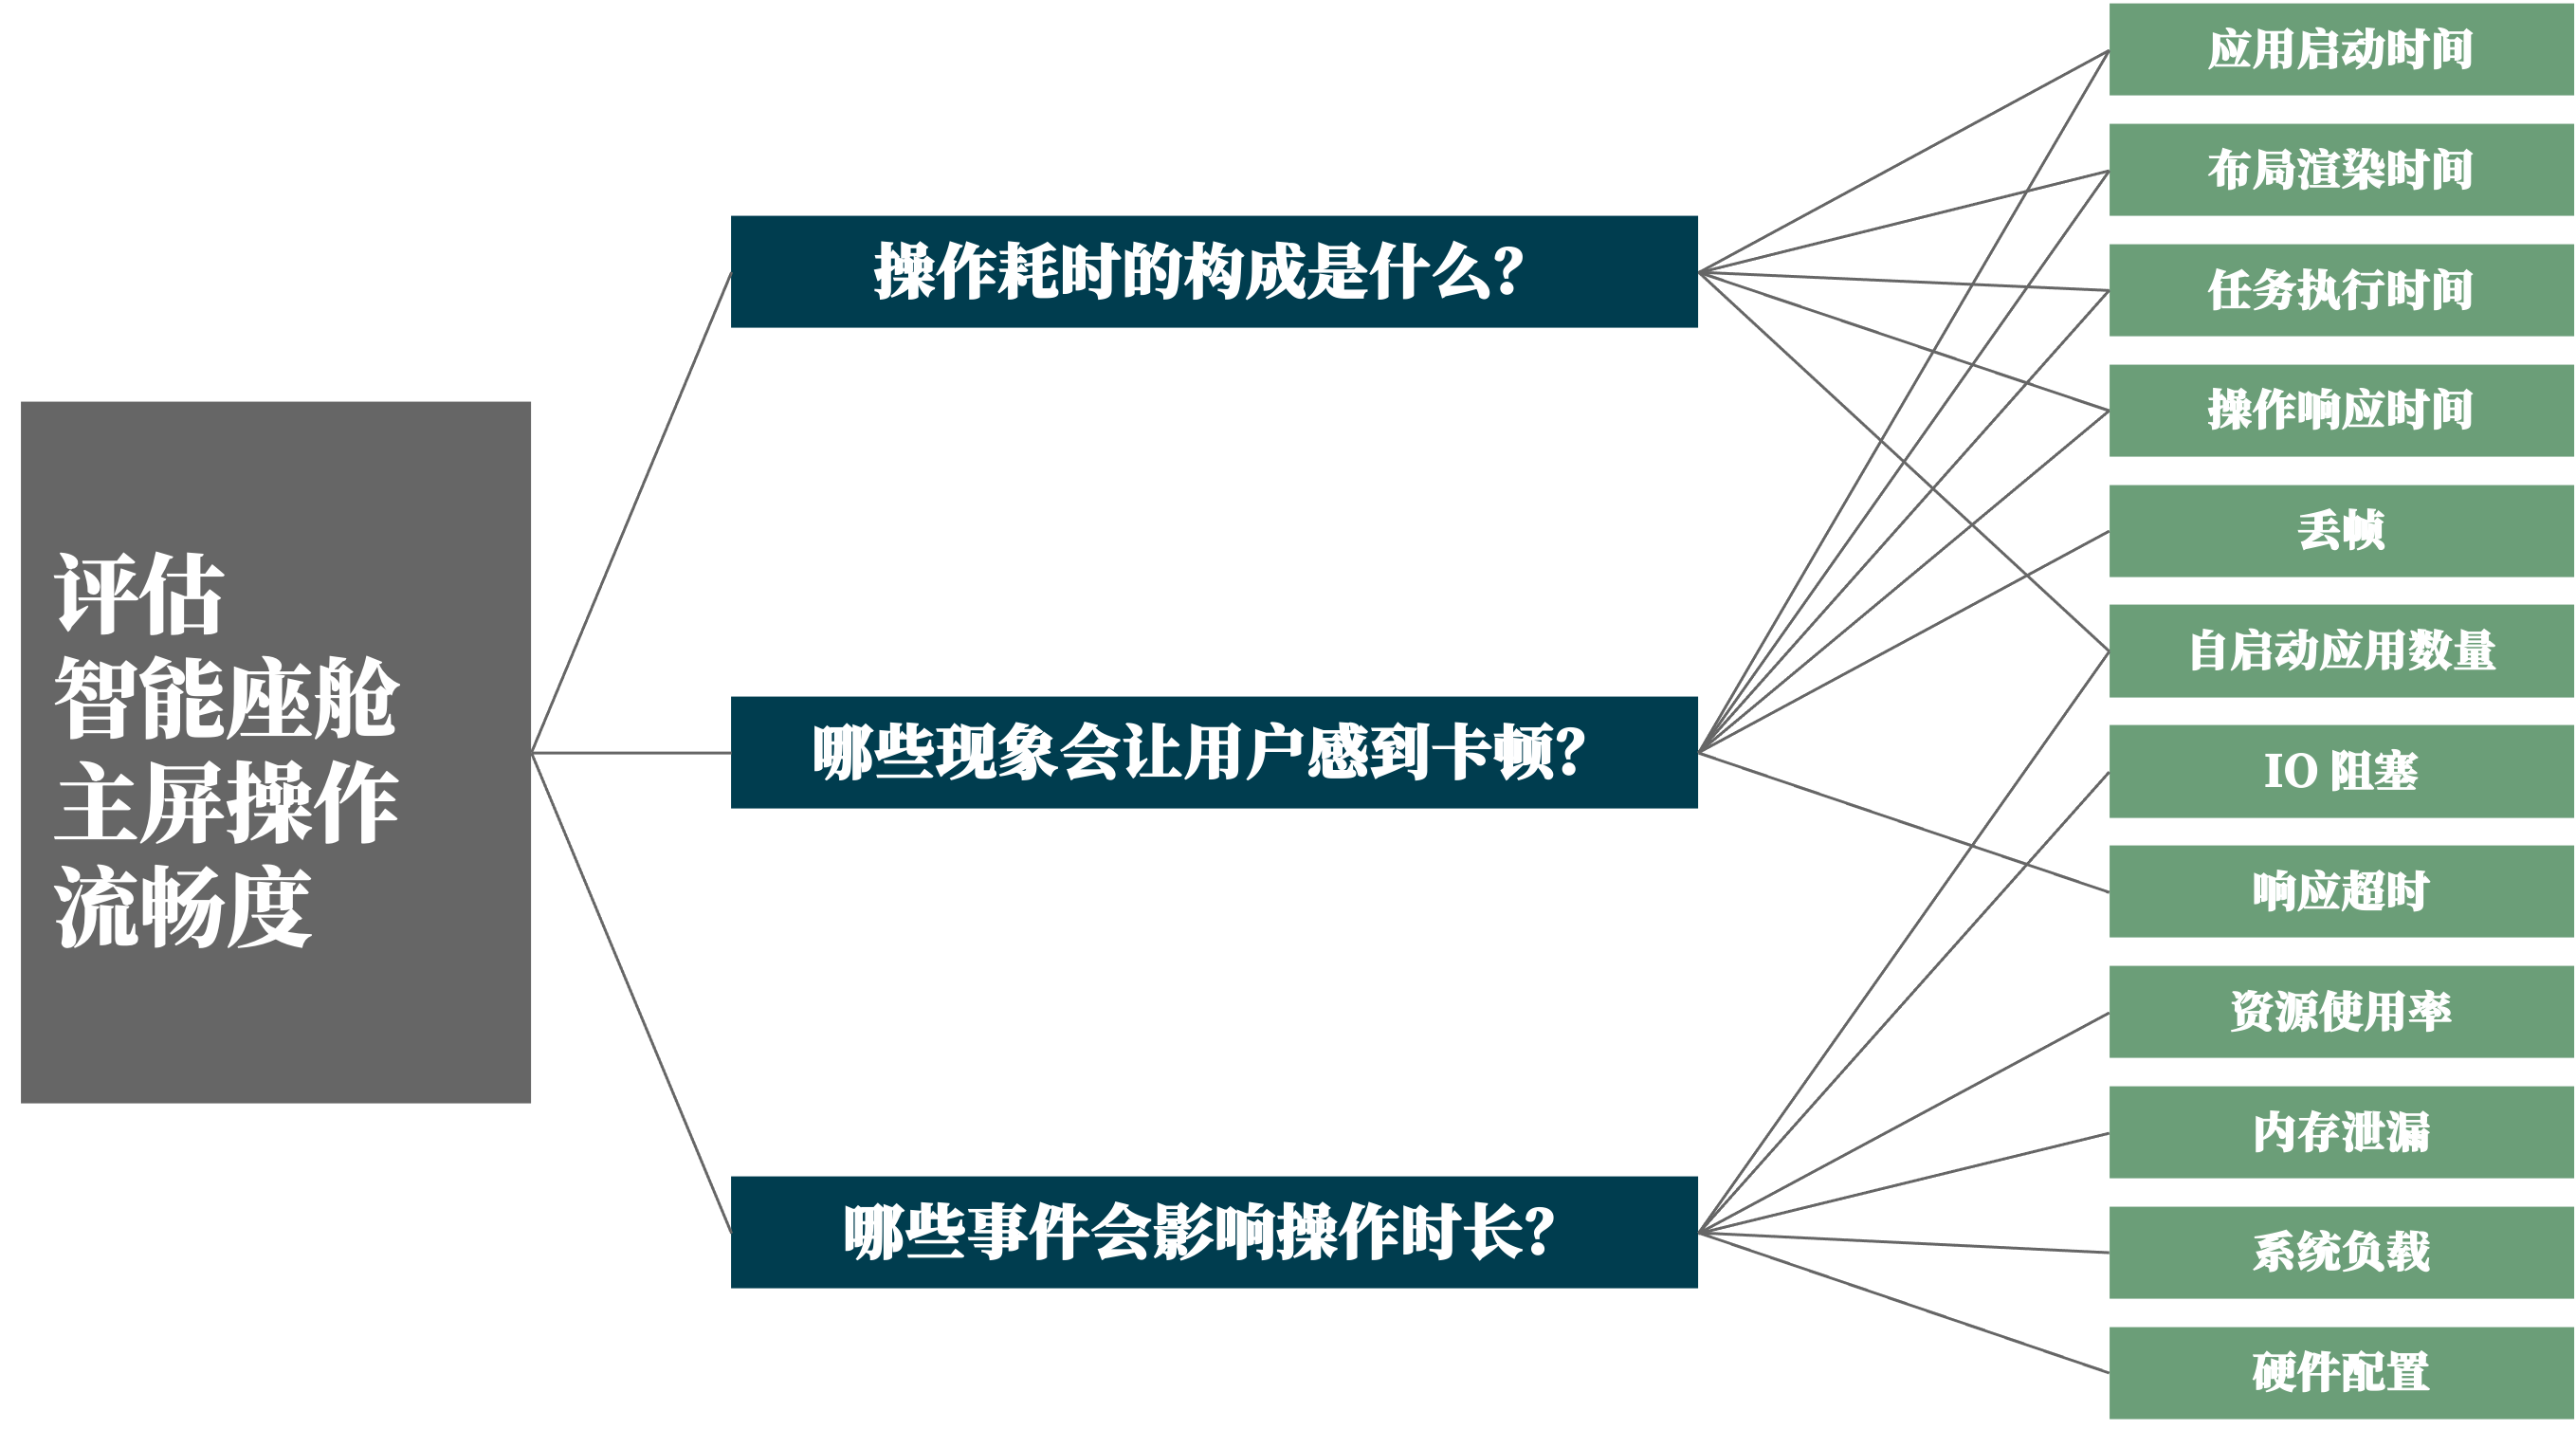 评估
智能座舱
主屏操作
流畅度
操作耗时的构成是什么?
哪些现象会让用户感到卡顿?
哪些事件会影响操作时长?
应用启动时间
布局渲染时间
任务执行时间
操作响应时间
丢帧
自启动应用数量
IO 阻塞
响应超时
资源使用率
内存泄漏
系统负载
硬件配置